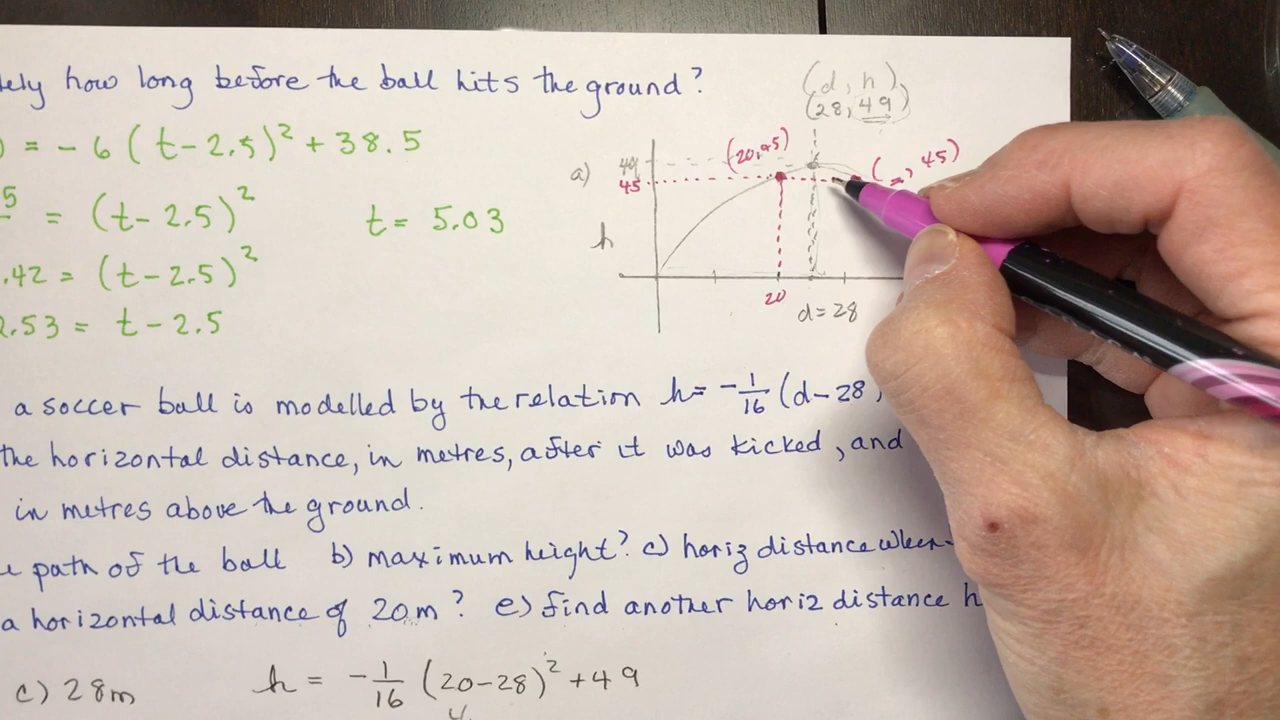 ely how long before the ball hits the ground?
) = - 6 (t-2.5)² + 38.5
5 = (t-2.5)²
t = 5.03
.42 = (t-2.5)²
2.53 = t-2.5
(d, h)
(28, 49)
a)
49
45
(20,45)
( , 45)
h
20
d=28
a soccer ball is modelled by the relation h= -1/16 (d-28
the horizontal distance, in metres, after it was kicked, and
in metres above the ground.
e path of the ball b) maximum height? c) horiz distance when
a horizontal distance of 20m? e) find another horiz distance h
c) 28m
h = -1/16 (20-28)² + 49